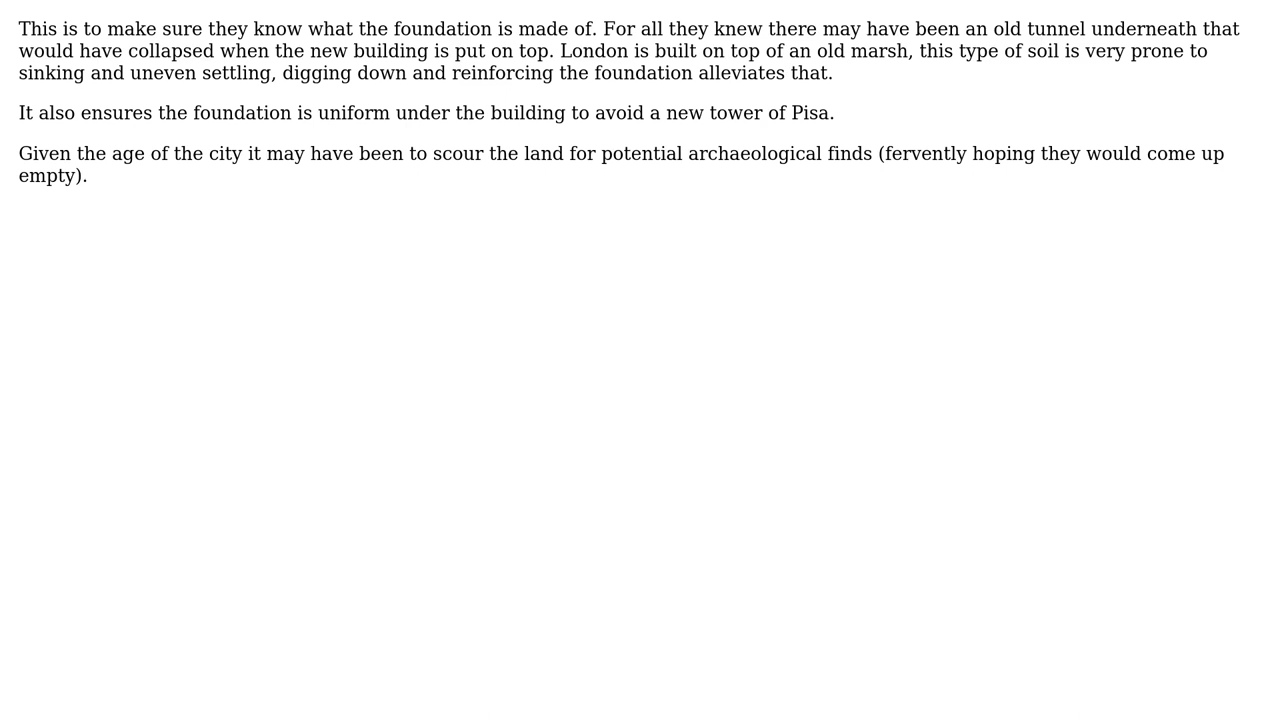 This is to make sure they know what the foundation is made of. For all they knew there may have been an old tunnel underneath that
would have collapsed when the new building is put on top. London is built on top of an old marsh, this type of soil is very prone to
sinking and uneven settling, digging down and reinforcing the foundation alleviates that.
It also ensures the foundation is uniform under the building to avoid a new tower of Pisa.
Given the age of the city it may have been to scour the land for potential archaeological finds (fervently hoping they would come up
empty).